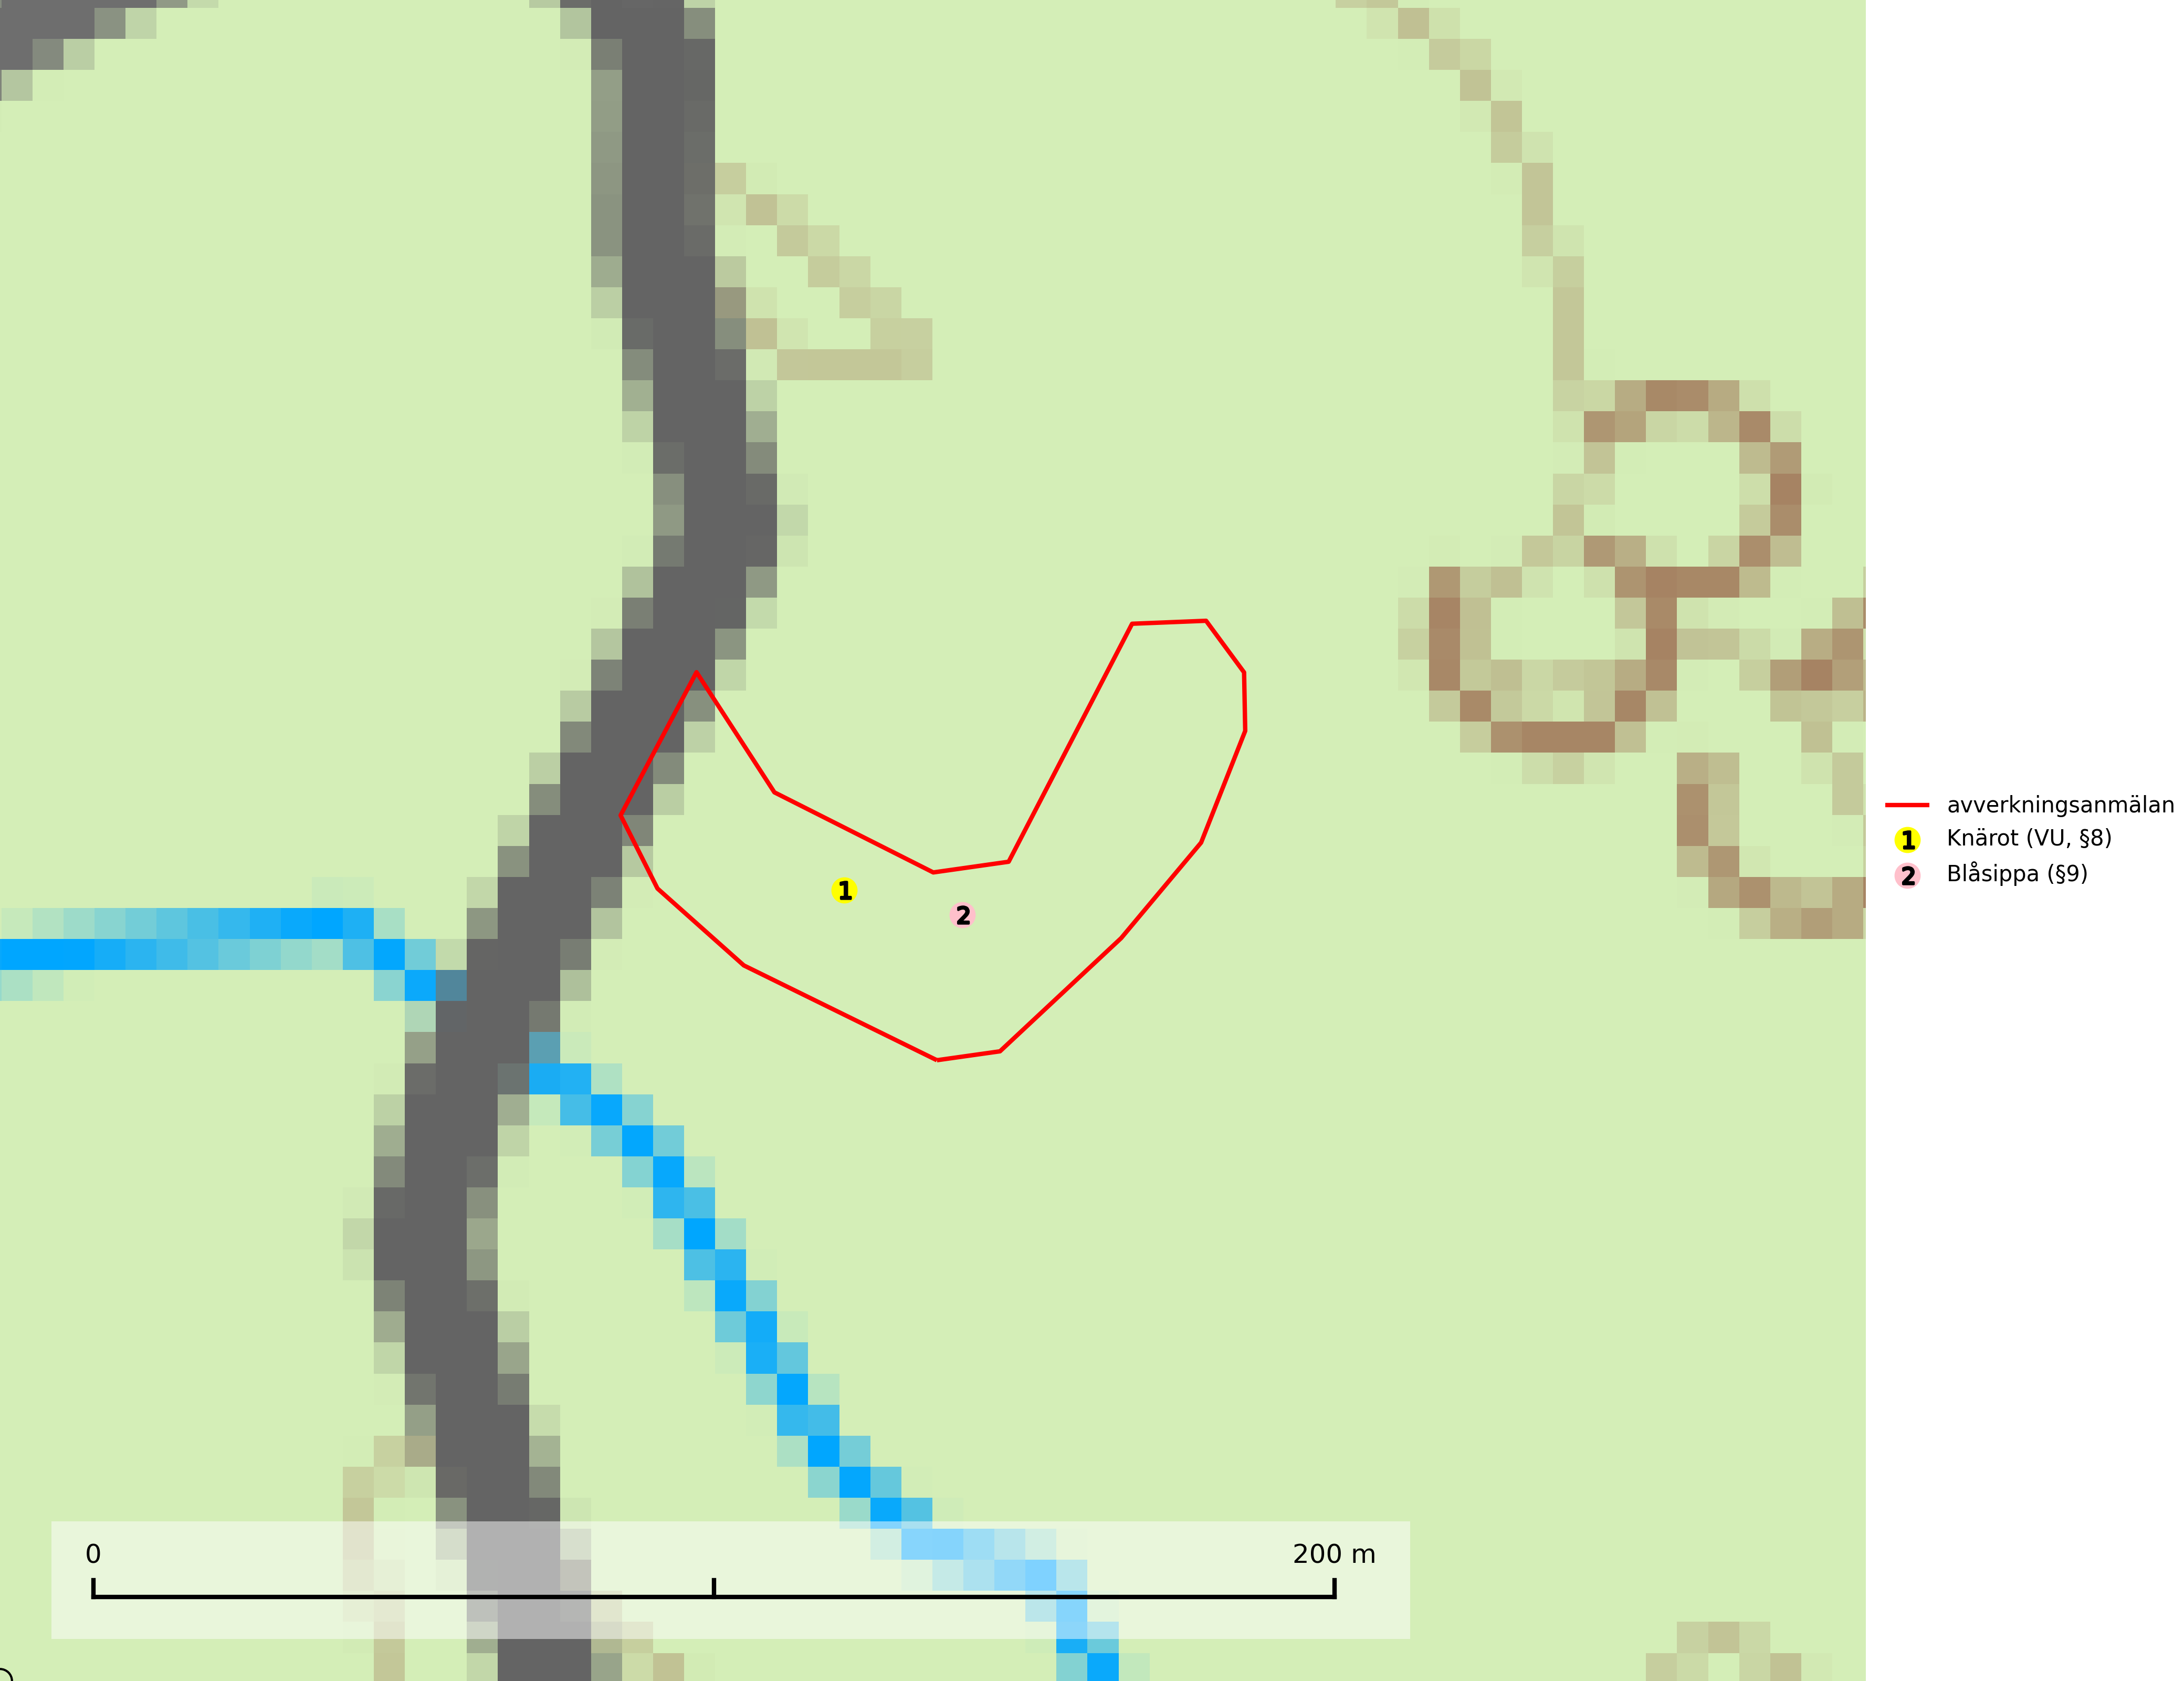 1
2
avverkningsanmälan
1 Knärot (VU, §8)
2 Blåsippa (§9)
0 200 m